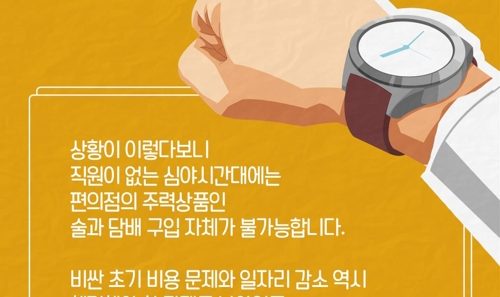 상황이 이렇다보니
직원이 없는 심야시간대에는
편의점의 주력상품인
술과 담배 구입 자체가 불가능합니다.
비싼 초기 비용 문제와 일자리 감소 역시